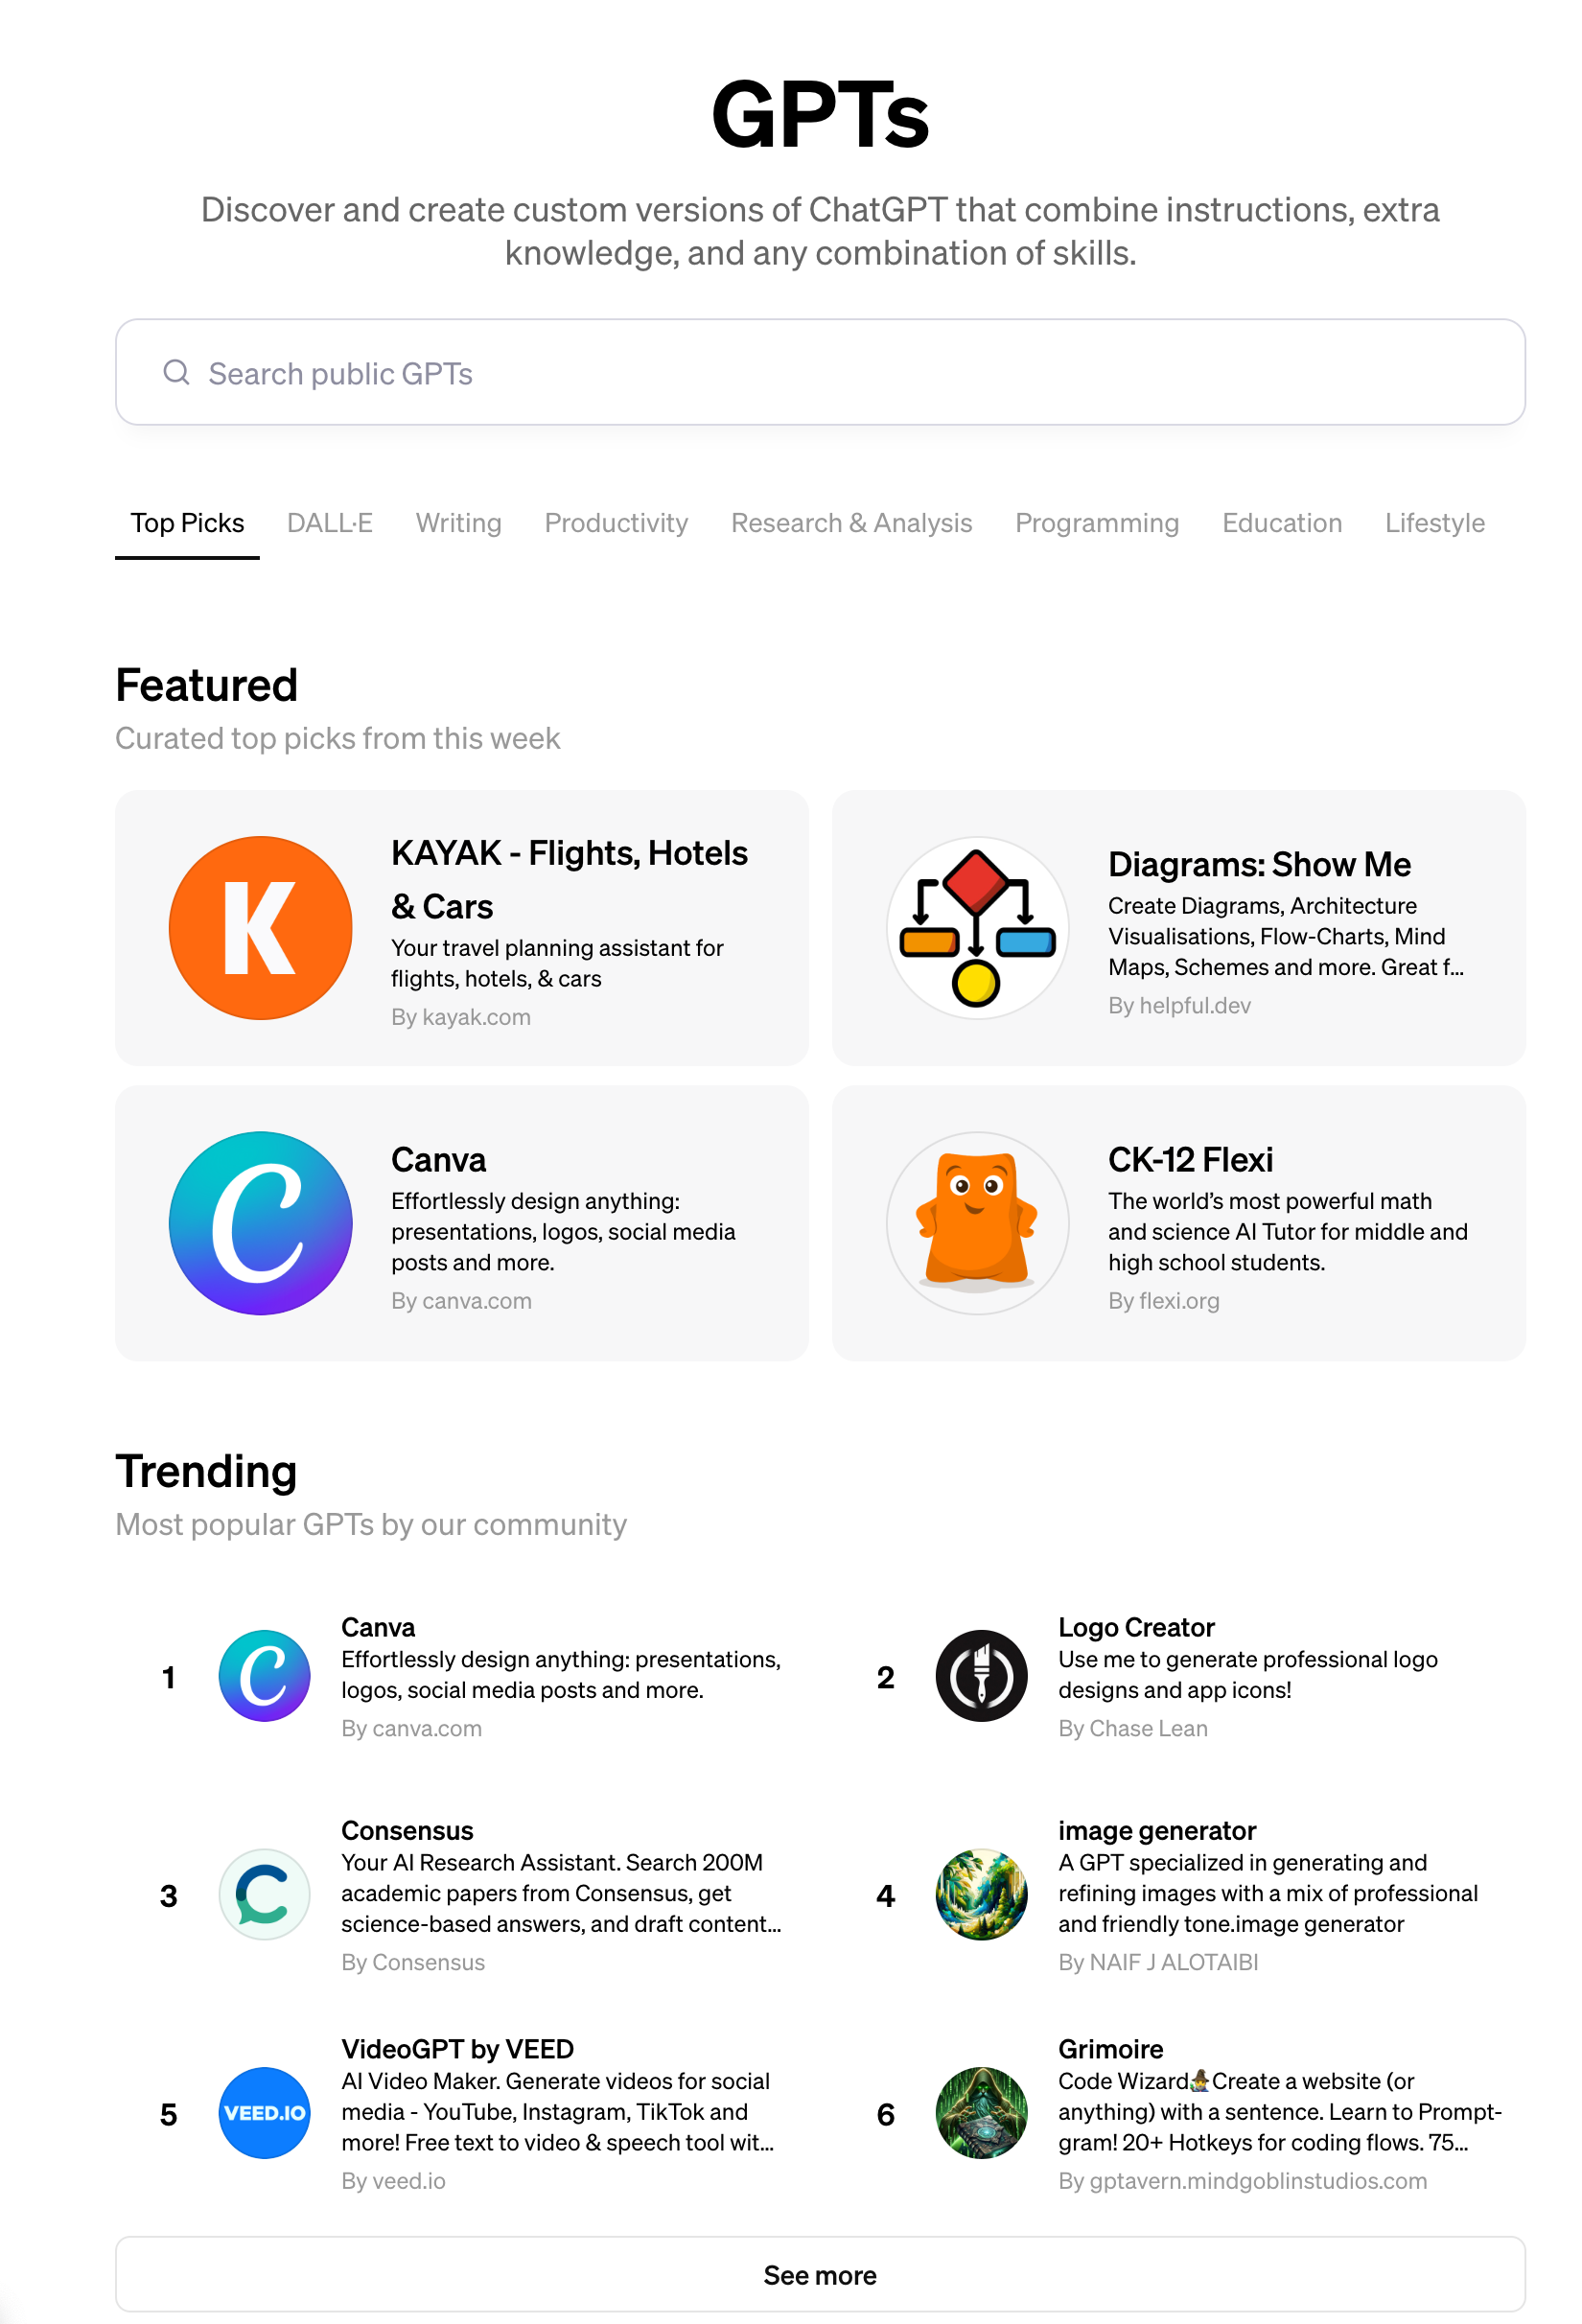 GPTs
Discover and create custom versions of ChatGPT that combine instructions, extra
knowledge, and any combination of skills.
Search public GPTs
Top Picks DALL·E Writing Productivity Research & Analysis Programming Education Lifestyle
Featured
Curated top picks from this week
K
KAYAK - Flights, Hotels
& Cars
Your travel planning assistant for
flights, hotels, & cars
By kayak.com
Diagrams: Show Me
Create Diagrams, Architecture
Visualisations, Flow-Charts, Mind
Maps, Schemes and more. Great f...
By helpful.dev
C
Canva
Effortlessly design anything:
presentations, logos, social media
posts and more.
By canva.com
CK-12 Flexi
The world’s most powerful math
and science AI Tutor for middle and
high school students.
By flexi.org
Trending
Most popular GPTs by our community
1
C
Canva
Effortlessly design anything: presentations,
logos, social media posts and more.
By canva.com
2
Logo Creator
Use me to generate professional logo
designs and app icons!
By Chase Lean
3
C
Consensus
Your AI Research Assistant. Search 200M
academic papers from Consensus, get
science-based answers, and draft content...
By Consensus
4
image generator
A GPT specialized in generating and
refining images with a mix of professional
and friendly tone.image generator
By NAIF J ALOTAIBI
5
VEED.IO
VideoGPT by VEED
AI Video Maker. Generate videos for social
media - YouTube, Instagram, TikTok and
more! Free text to video & speech tool wit...
By veed.io
6
Grimoire
Code Wizard🧙‍♂️Create a website (or
anything) with a sentence. Learn to Prompt-
gram! 20+ Hotkeys for coding flows. 75...
By gptavern.mindgoblinstudios.com
See more